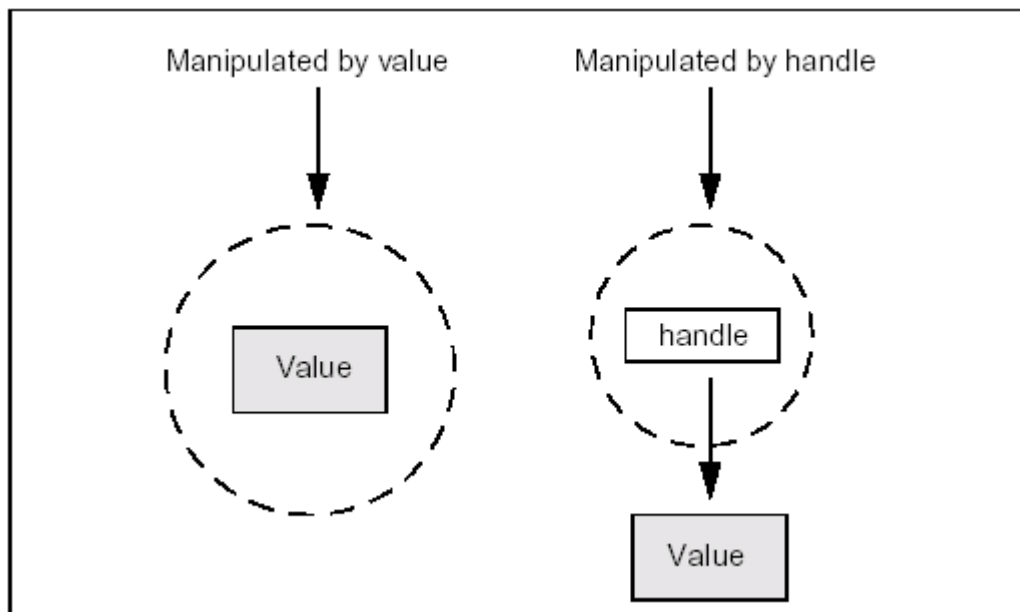 Manipulated by value
Manipulated by handle
Value
handle
Value